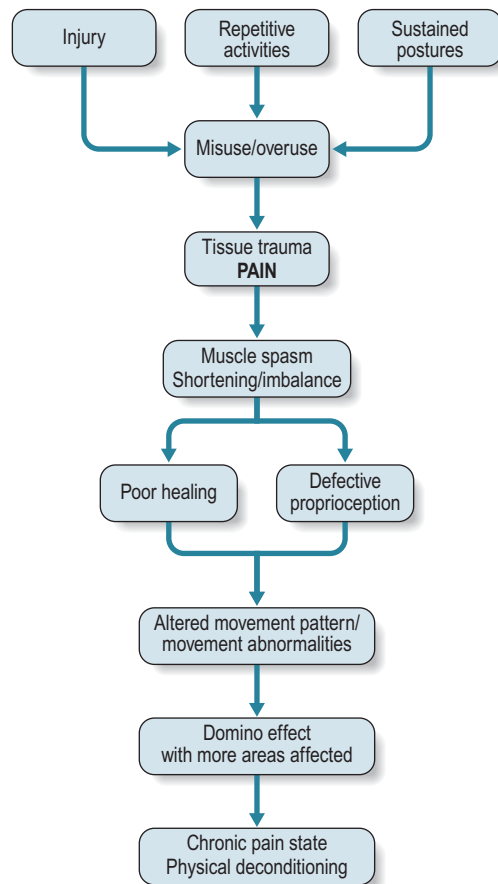 Injury
Repetitive
activities
Sustained
postures
Misuse/overuse
Tissue trauma
PAIN
Muscle spasm
Shortening/imbalance
Poor healing
Defective
proprioception
Altered movement pattern/
movement abnormalities
Domino effect
with more areas affected
Chronic pain state
Physical deconditioning